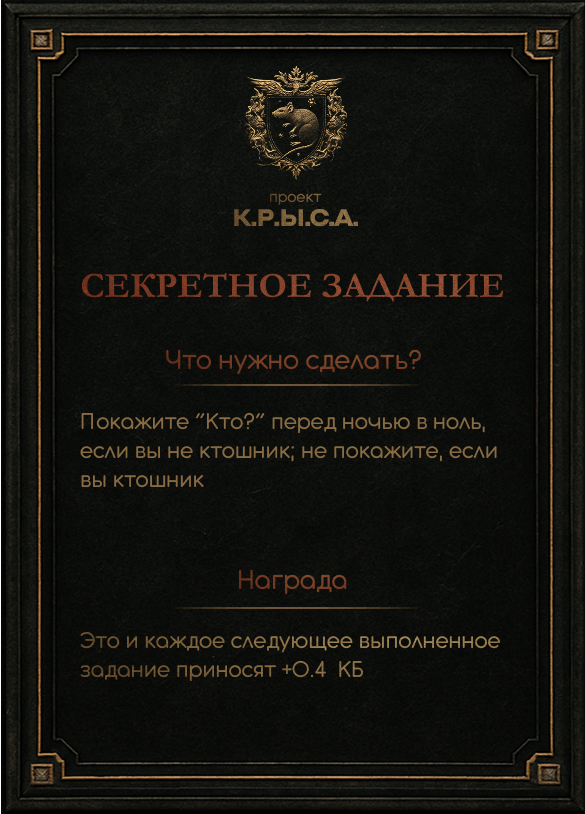 проект
К.Р.Ы.С.А.
СЕКРЕТНОЕ ЗАДАНИЕ
Что нужно сделать?
Покажите "Кто?" перед ночью в ноль,
если вы не ктошник; не покажите, если
вы ктошник
Награда
Это и каждое следующее выполненное
задание приносят +0.4 КБ